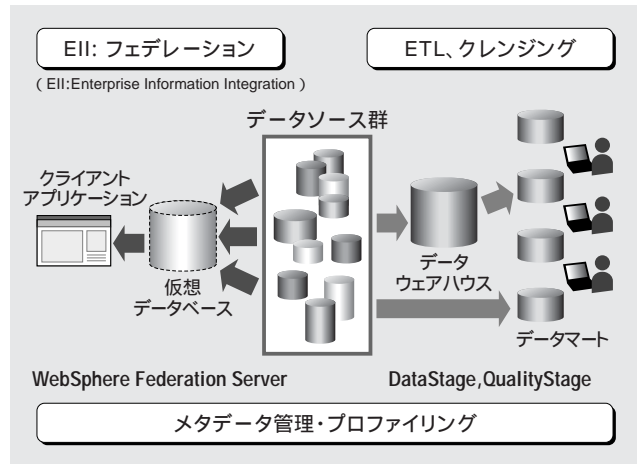 EII: フェデレーション
ETL、クレンジング
( EII:Enterprise Information Integration )
データソース群
クライアント
アプリケーション
仮想
データベース
データ
ウェアハウス
データマート
WebSphere Federation Server
DataStage,QualityStage
メタデータ管理・プロファイリング